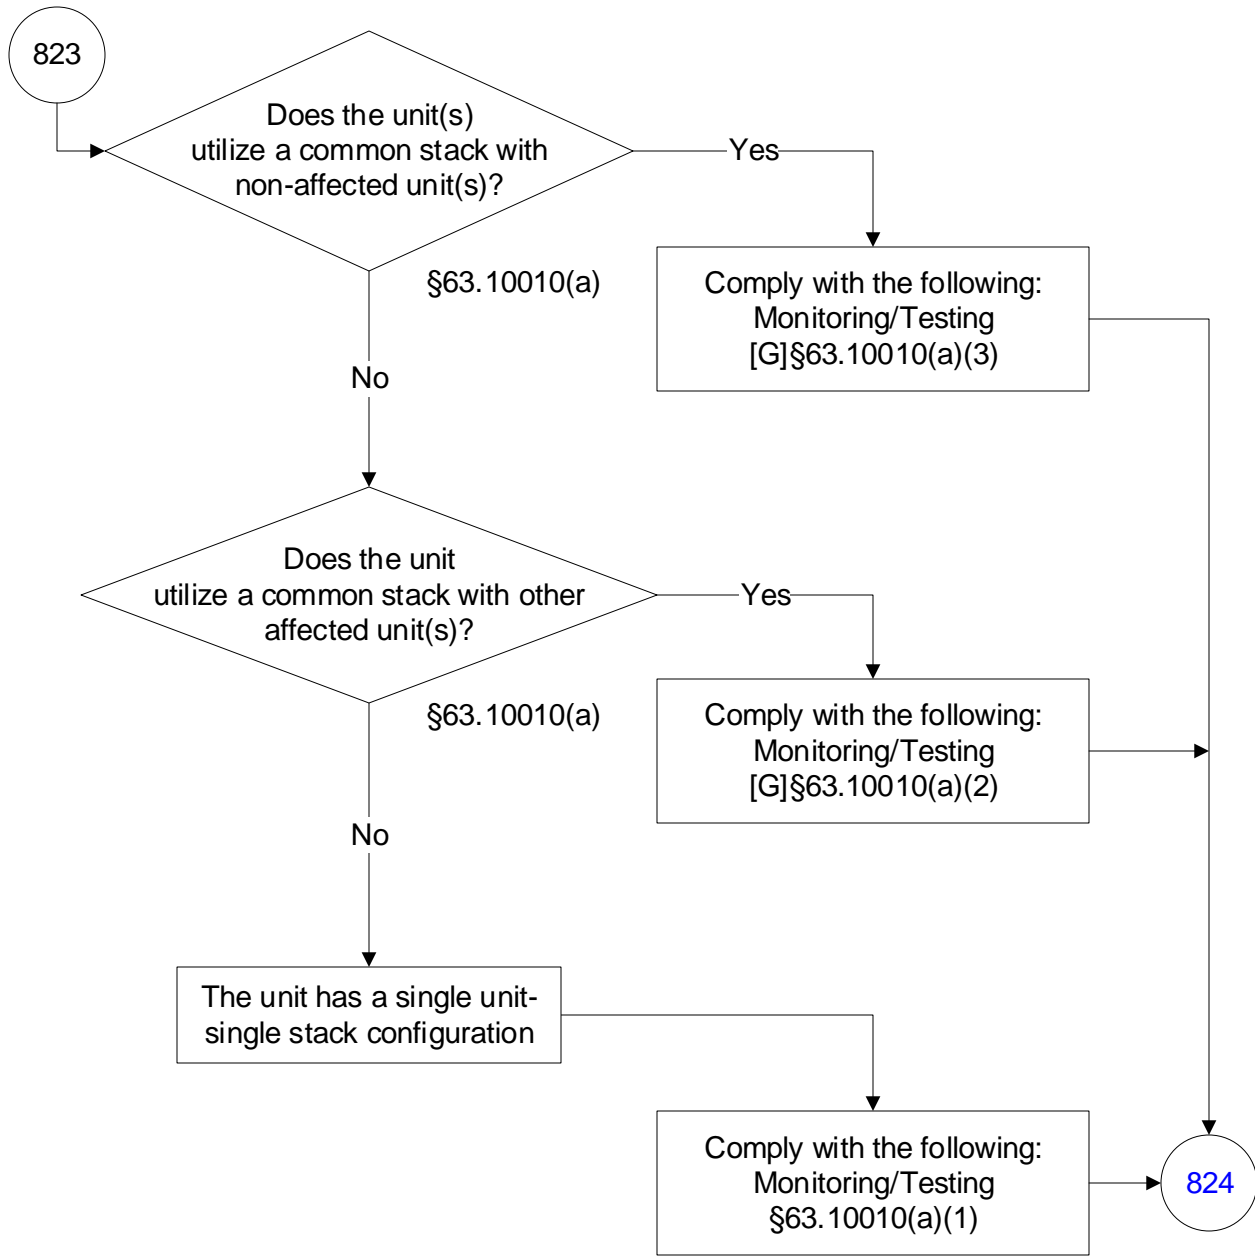 823
Does the unit(s)
utilize a common stack with
non-affected unit(s)?
Yes
§63.10010(a)
Comply with the following:
Monitoring/Testing
[G]§63.10010(a)(3)
No
Does the unit
utilize a common stack with other
affected unit(s)?
Yes
§63.10010(a)
Comply with the following:
Monitoring/Testing
[G]§63.10010(a)(2)
No
The unit has a single unit-
single stack configuration
Comply with the following:
Monitoring/Testing
§63.10010(a)(1)
824